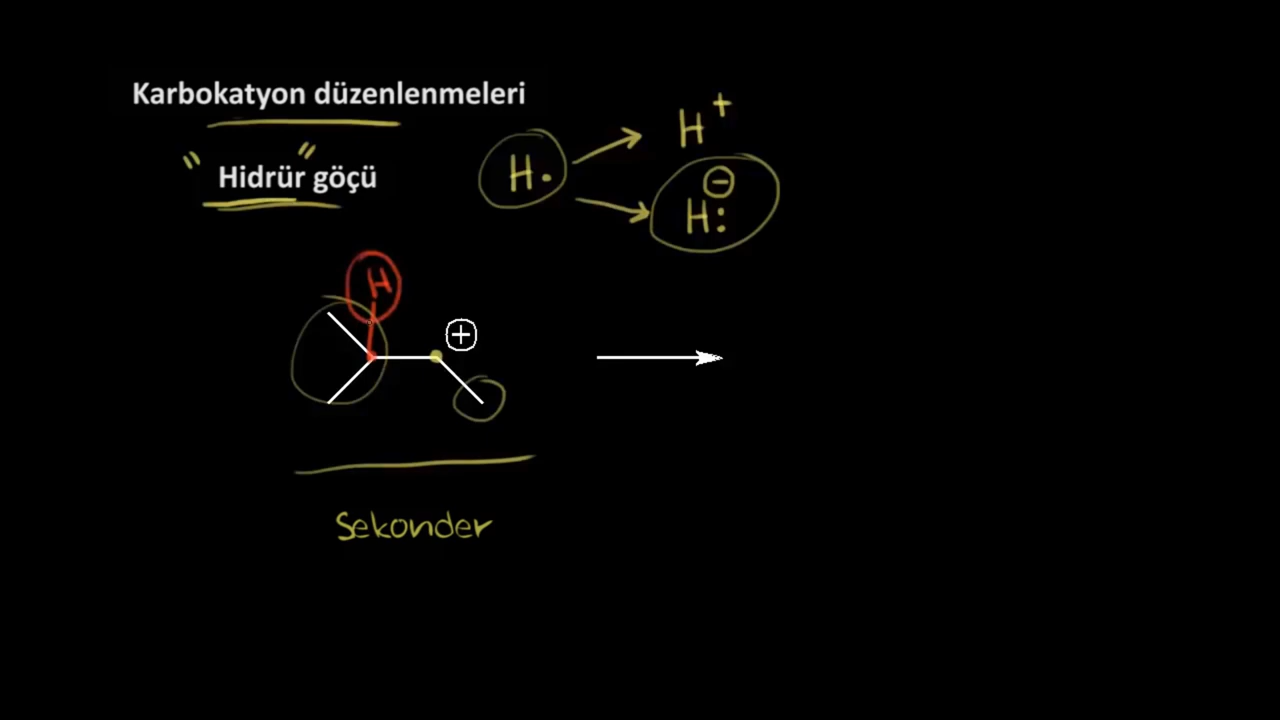 Karbokatyon düzenlenmeleri
" Hidrür " göçü
H· H+
H:−
H
+
Sekonder